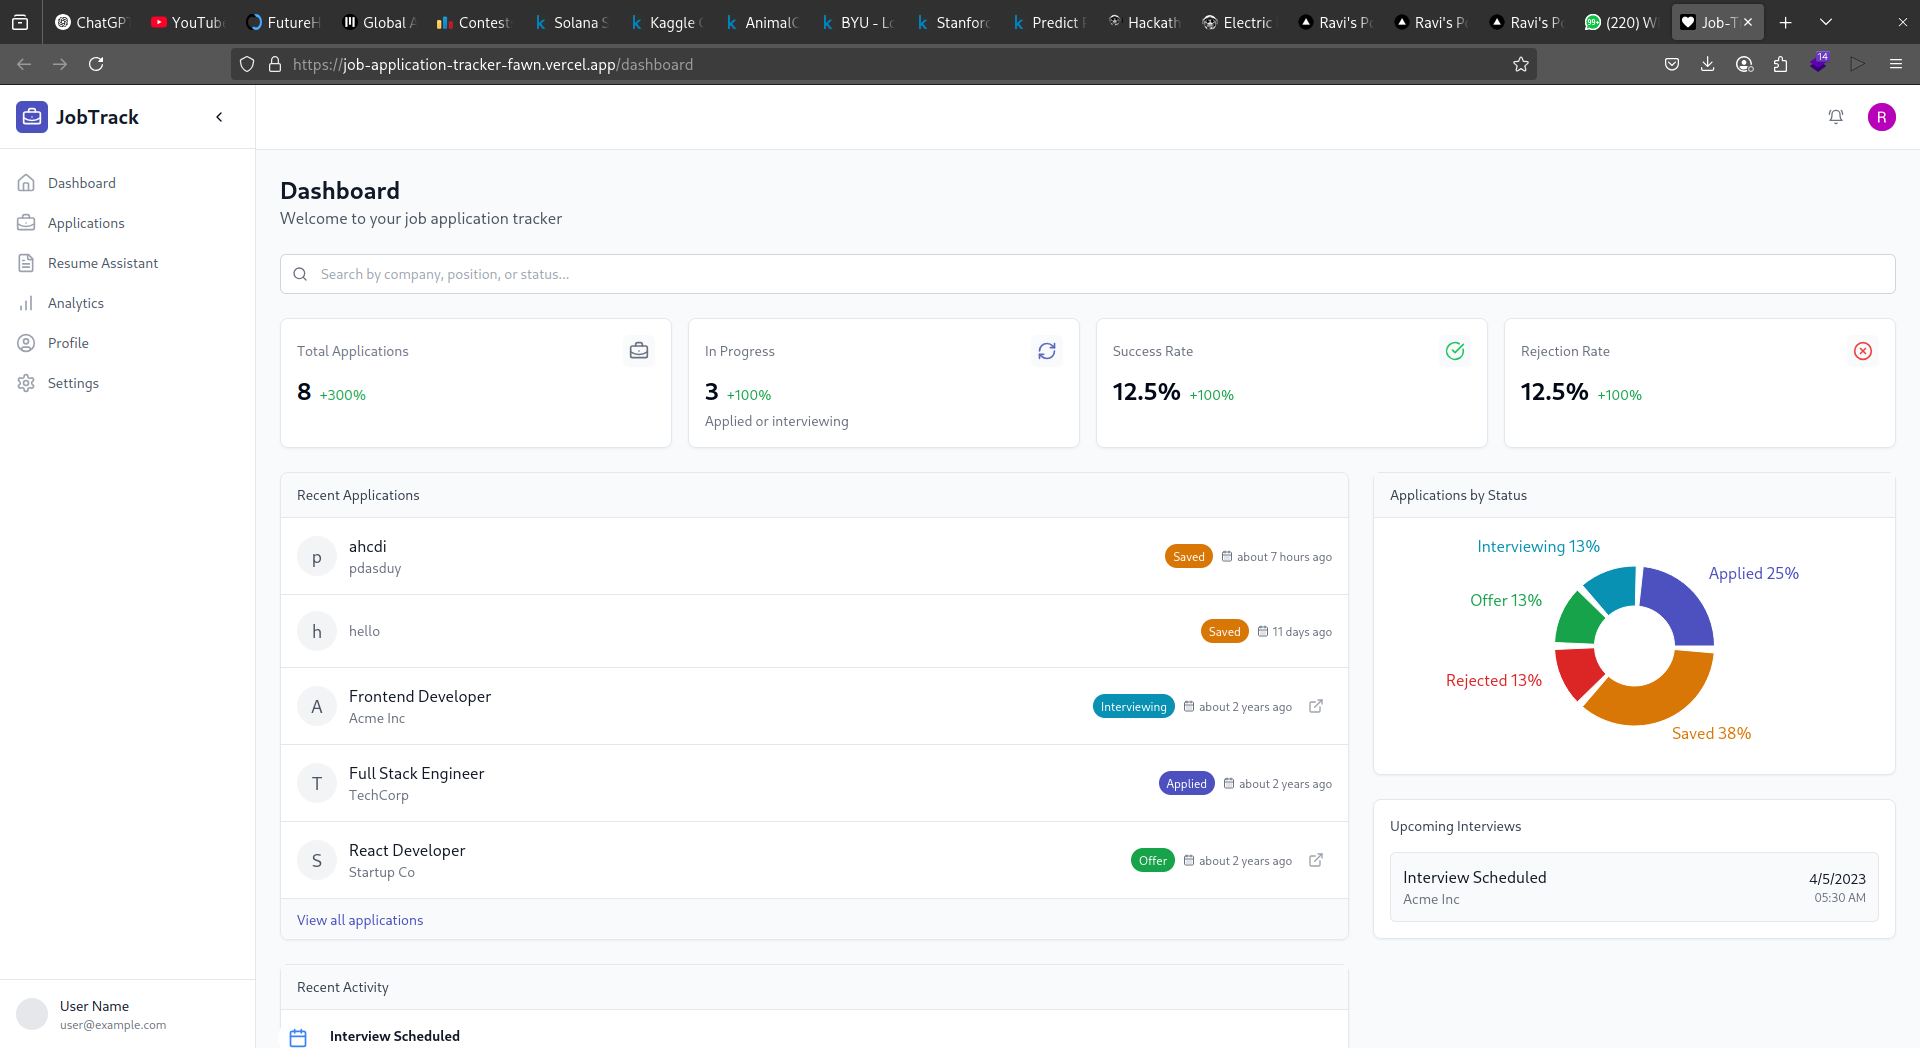 ChatGP
YouTub
FutureH
Global A
Contest
Solana S
Kaggle
AnimalC
BYU - Lo
Stanford
Predict
Hackath
Electric
Ravi's Po
Ravi's Po
Ravi's Po
(220) W
Job-T
https://job-application-tracker-fawn.vercel.app/dashboard
14
JobTrack
R
Dashboard
Applications
Resume Assistant
Analytics
Profile
Settings
User Name
user@example.com
Dashboard
Welcome to your job application tracker
Search by company, position, or status...
Total Applications
8 +300%
In Progress
3 +100%
Applied or interviewing
Success Rate
12.5% +100%
Rejection Rate
12.5% +100%
Recent Applications
p
ahcdi
pdasduy
Saved about 7 hours ago
h
hello
Saved 11 days ago
A
Frontend Developer
Acme Inc
Interviewing about 2 years ago
T
Full Stack Engineer
TechCorp
Applied about 2 years ago
S
React Developer
Startup Co
Offer about 2 years ago
View all applications
Applications by Status
Interviewing 13%
Applied 25%
Offer 13%
Rejected 13%
Saved 38%
Upcoming Interviews
Interview Scheduled
Acme Inc
4/5/2023
05:30 AM
Recent Activity
Interview Scheduled